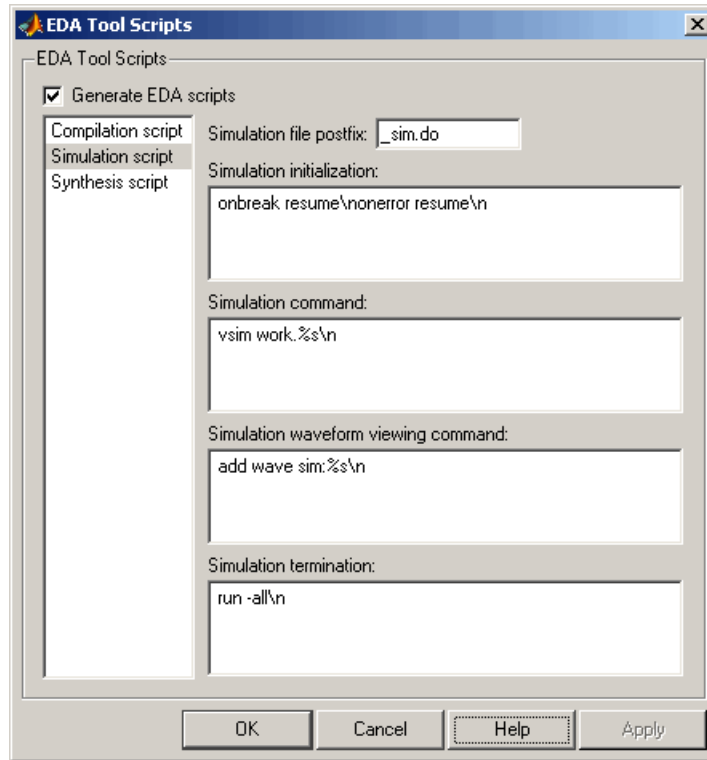 EDA Tool Scripts
EDA Tool Scripts
Generate EDA scripts
Compilation script
Simulation script
Synthesis script
Simulation file postfix: _sim.do
Simulation initialization:
onbreak resume\nonerror resume\n
Simulation command:
vsim work.%s\n
Simulation waveform viewing command:
add wave sim:%s\n
Simulation termination:
run -all\n
OK Cancel Help Apply